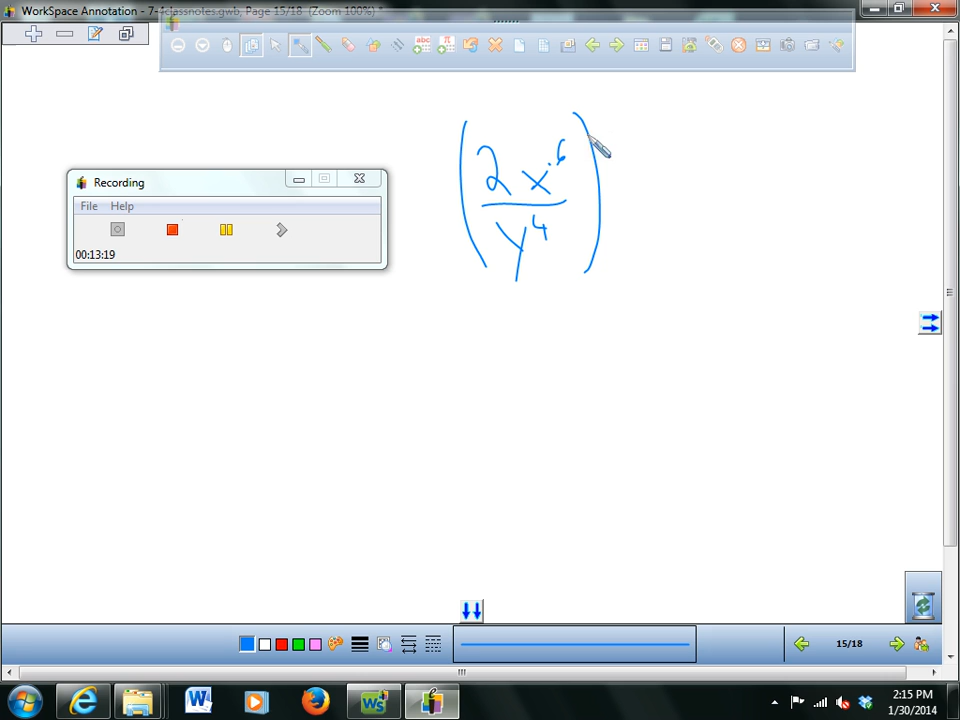 WorkSpace Annotation - 7-4classnotes.gwb, Page 15/18 (Zoom 100%) *
Recording
File Help
00:13:19
(2x^6 / y^4)
15/18
2:15 PM
1/30/2014